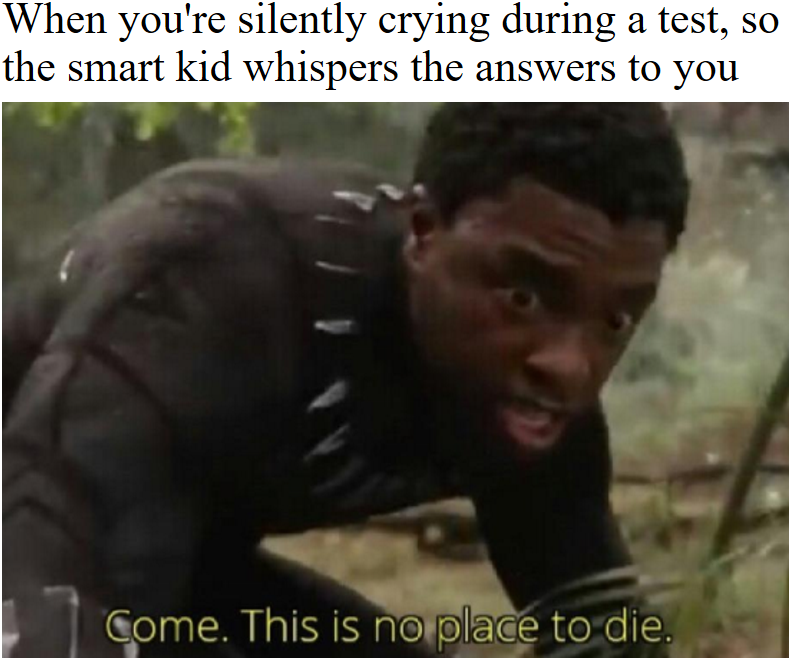 When you're silently crying during a test, so
the smart kid whispers the answers to you
Come. This is no place to die.